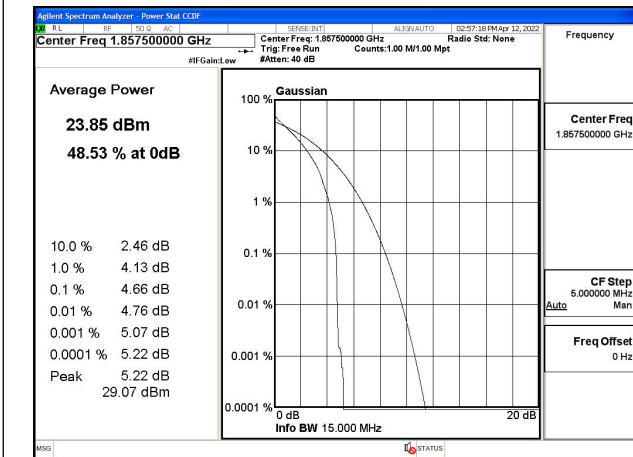 Agilent Spectrum Analyzer - Power Stat CCDF
RL RF 50 Ω AC SENSE:INT ALIGNAUTO 02:57:18 PM Apr 12, 2022
Center Freq 1.857500000 GHz
Center Freq: 1.857500000 GHz Radio Std: None
Trig: Free Run Counts:1.00 M/1.00 Mpt
#IFGain:Low #Atten: 40 dB
Frequency
Average Power
23.85 dBm
48.53 % at 0dB
10.0 % 2.46 dB
1.0 % 4.13 dB
0.1 % 4.66 dB
0.01 % 4.76 dB
0.001 % 5.07 dB
0.0001 % 5.22 dB
Peak 5.22 dB
29.07 dBm
Gaussian
100 %
10 %
1 %
0.1 %
0.01 %
0.001 %
0.0001 %
0 dB 20 dB
Info BW 15.000 MHz
Center Freq
1.857500000 GHz
CF Step
5.000000 MHz
Auto Man
Freq Offset
0 Hz
MSG STATUS